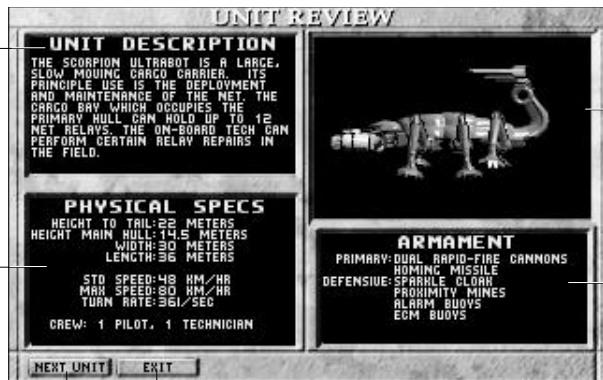 UNIT REVIEW
UNIT DESCRIPTION
THE SCORPION ULTRABOT IS A LARGE,
SLOW MOVING CARGO CARRIER. ITS
PRINCIPLE USE IS THE DEPLOYMENT
AND MAINTENANCE OF THE NET. THE
CARGO BAY WHICH OCCUPIES THE
PRIMARY HULL CAN HOLD UP TO 12
NET RELAYS. THE ON-BOARD TECH CAN
PERFORM CERTAIN RELAY REPAIRS IN
THE FIELD.
PHYSICAL SPECS
HEIGHT TO TAIL:22 METERS
HEIGHT MAIN HULL:14.5 METERS
WIDTH:30 METERS
LENGTH:36 METERS
STD SPEED:48 KM/HR
MAX SPEED:80 KM/HR
TURN RATE:36I/SEC
CREW: 1 PILOT, 1 TECHNICIAN
ARMAMENT
PRIMARY:DUAL RAPID-FIRE CANNONS
HOMING MISSILE
DEFENSIVE:SPARKLE CLOAK
PROXIMITY MINES
ALARM BUOYS
ECM BUOYS
NEXT UNIT
EXIT